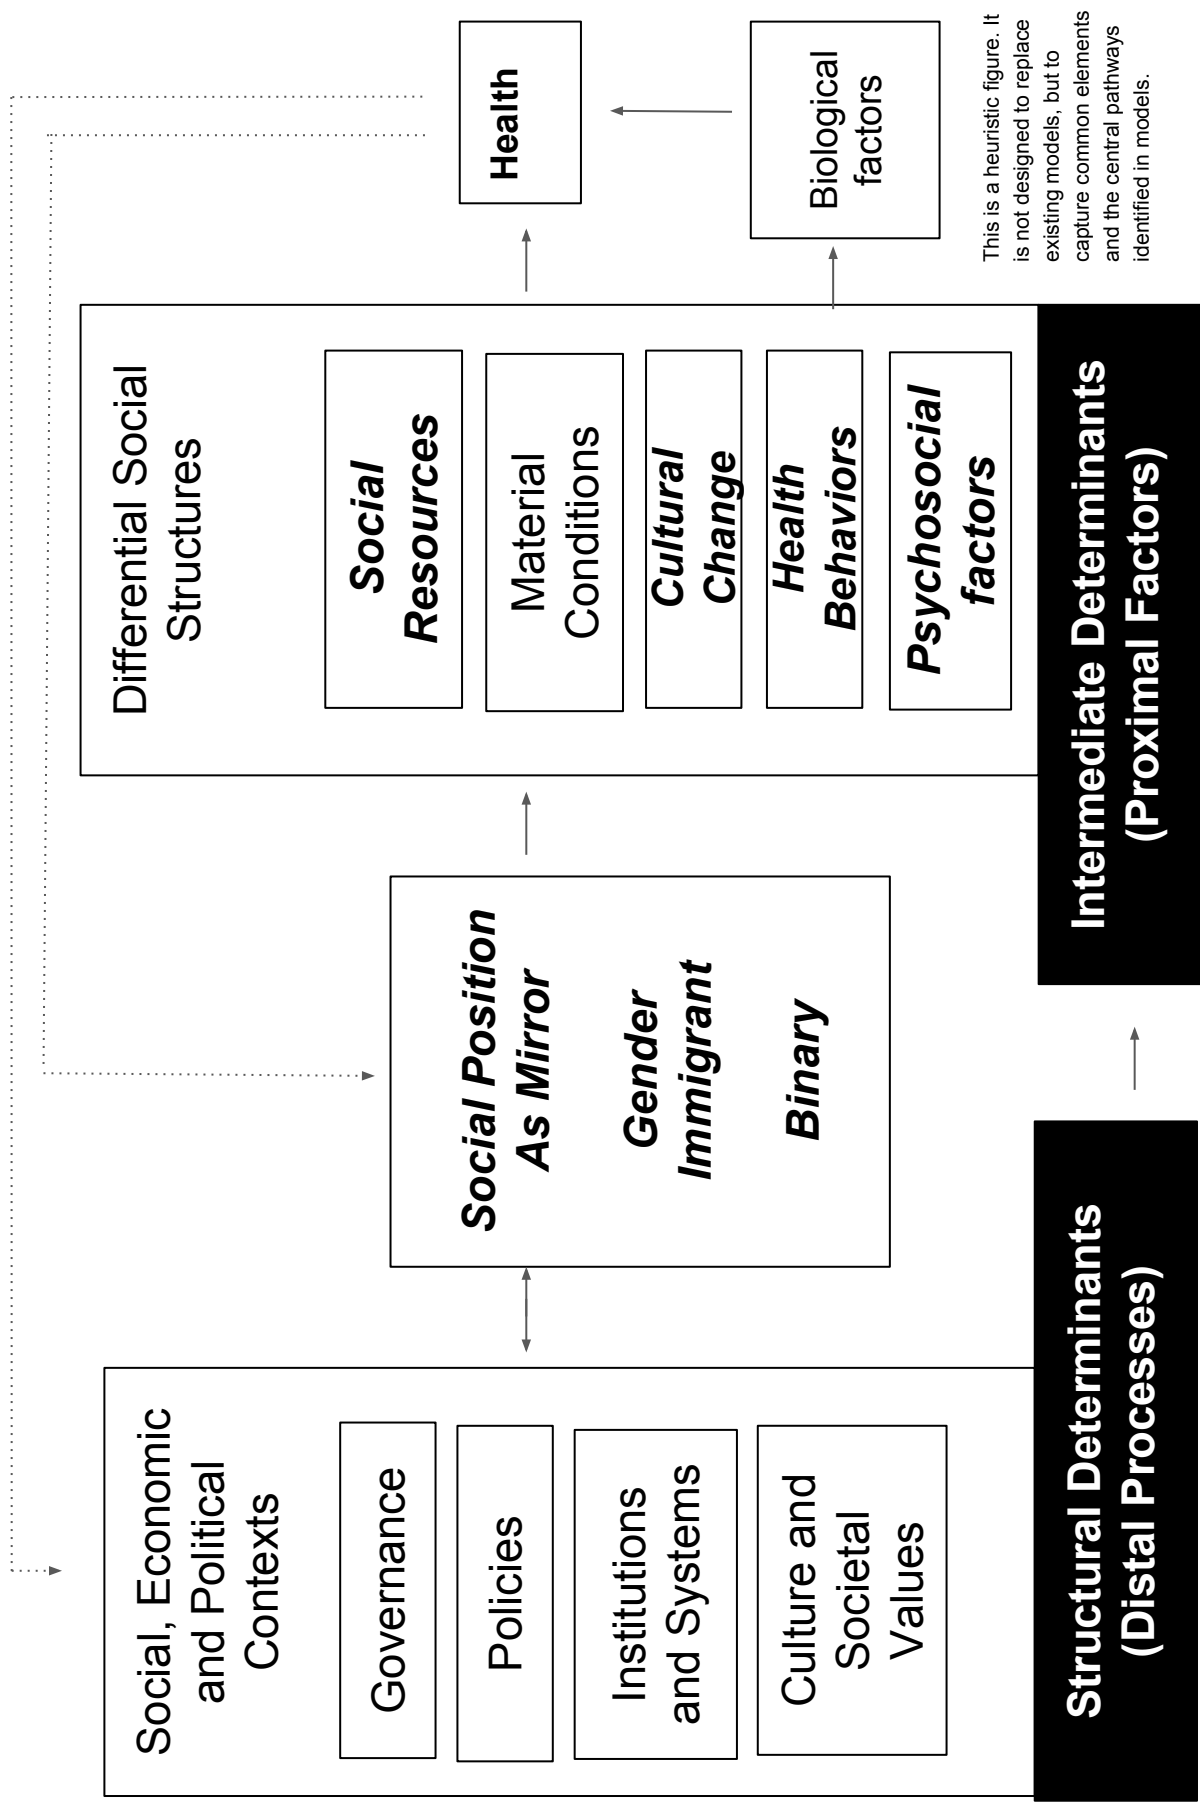 Social, Economic
and Political
Contexts
Governance
Policies
Institutions
and Systems
Culture and
Societal
Values
Structural Determinants
(Distal Processes)
Social Position
As Mirror
Gender
Immigrant
Binary
Differential Social
Structures
Social
Resources
Material
Conditions
Cultural
Change
Health
Behaviors
Psychosocial
factors
Intermediate Determinants
(Proximal Factors)
Health
Biological
factors
This is a heuristic figure. It
is not designed to replace
existing models, but to
capture common elements
and the central pathways
identified in models.